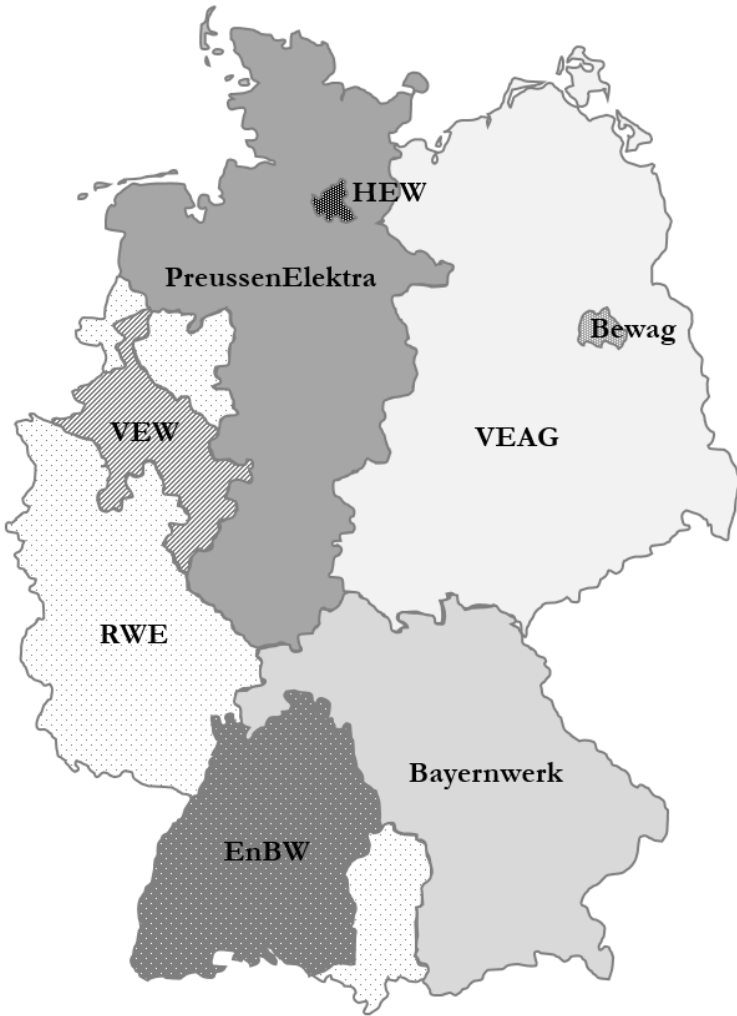 HEW
PreussenElektra
Bewag
VEW
VEAG
RWE
Bayernwerk
EnBW